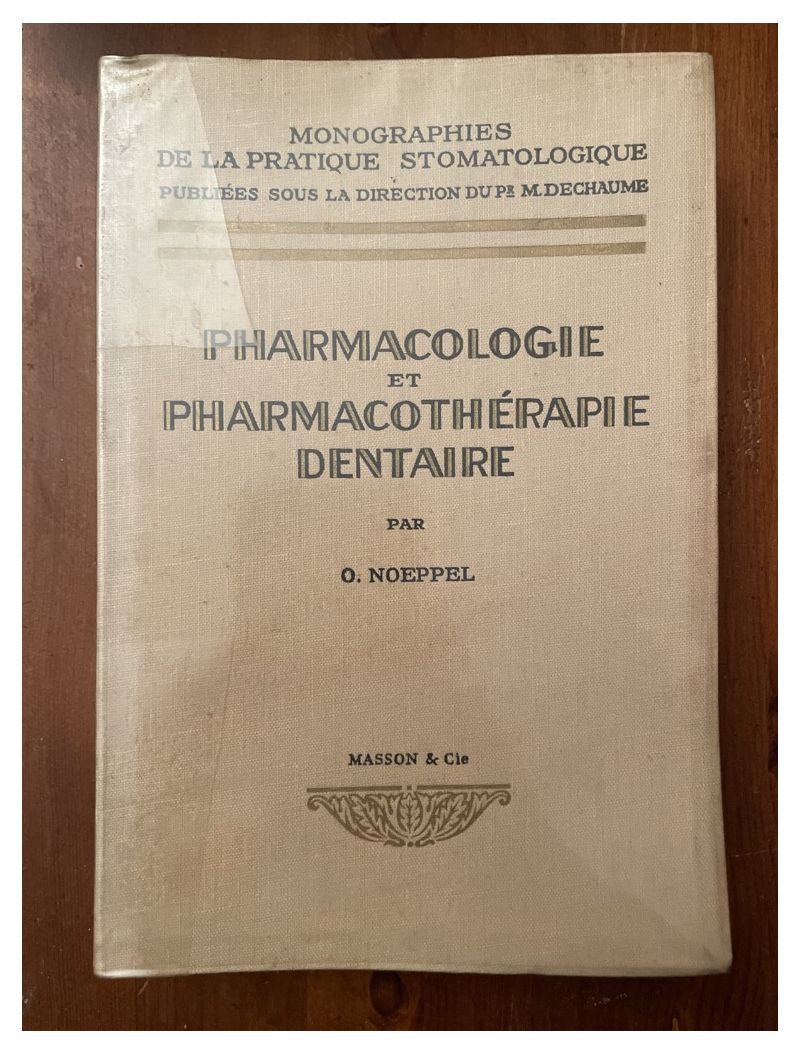 MONOGRAPHIES
DE LA PRATIQUE STOMATOLOGIQUE
PUBLIÉES SOUS LA DIRECTION DU PR M. DECHAUME
PHARMACOLOGIE
ET
PHARMACOTHÉRAPIE
DENTAIRE
PAR
O. NOEPPEL
MASSON & Cie